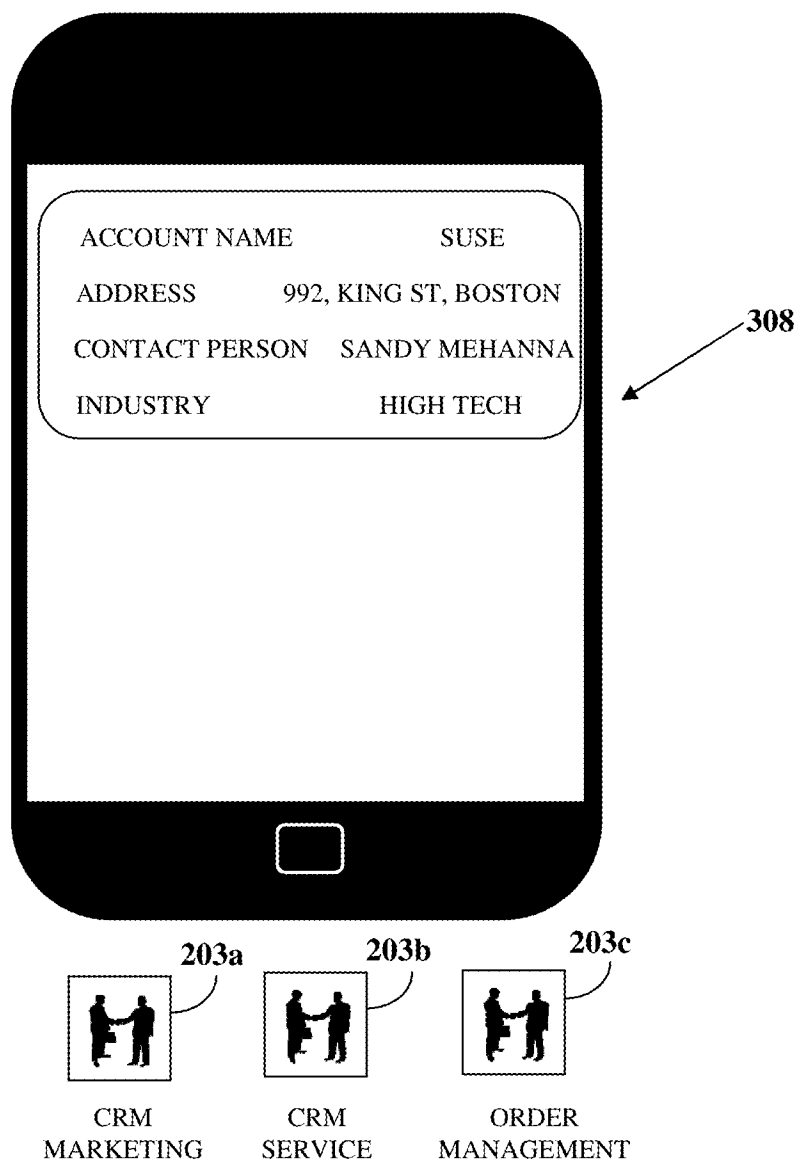 ACCOUNT NAME SUSE
ADDRESS 992, KING ST, BOSTON
308
CONTACT PERSON SANDY MEHANNA
INDUSTRY HIGH TECH
203a 203b 203c
CRM CRM ORDER
MARKETING SERVICE MANAGEMENT